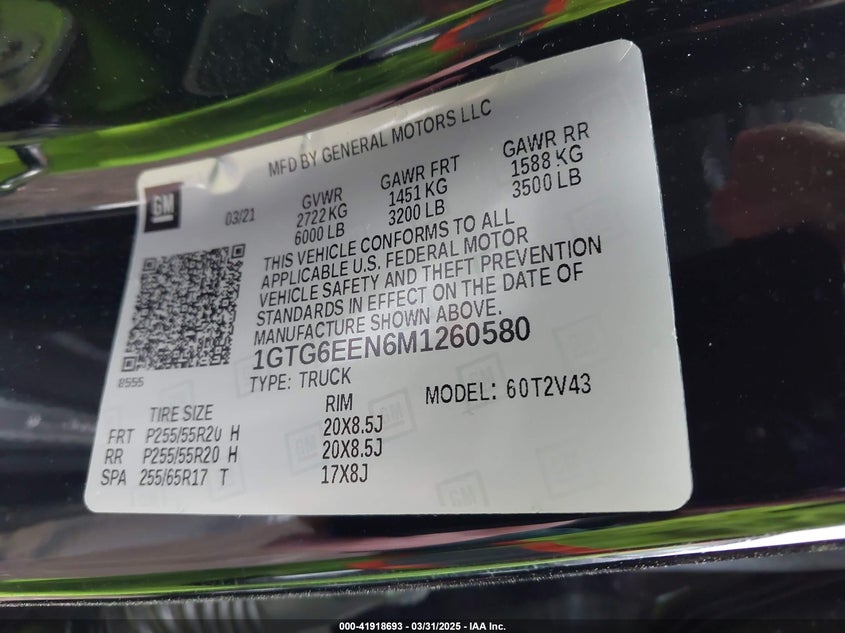 MFD BY GENERAL MOTORS LLC
GM
03/21
GVWR GAWR FRT GAWR RR
2722 KG 1451 KG 1588 KG
6000 LB 3200 LB 3500 LB
THIS VEHICLE CONFORMS TO ALL
APPLICABLE U.S. FEDERAL MOTOR
VEHICLE SAFETY AND THEFT PREVENTION
STANDARDS IN EFFECT ON THE DATE OF
MANUFACTURE SHOWN ABOVE.
1GTG6EEN6M1260580
8555
TYPE: TRUCK
MODEL: 60T2V43
TIRE SIZE RIM
FRT P255/55R20 H 20X8.5J
RR P255/55R20 H 20X8.5J
SPA 255/65R17 T 17X8J
000-41918693 - 03/31/2025 - IAA Inc.